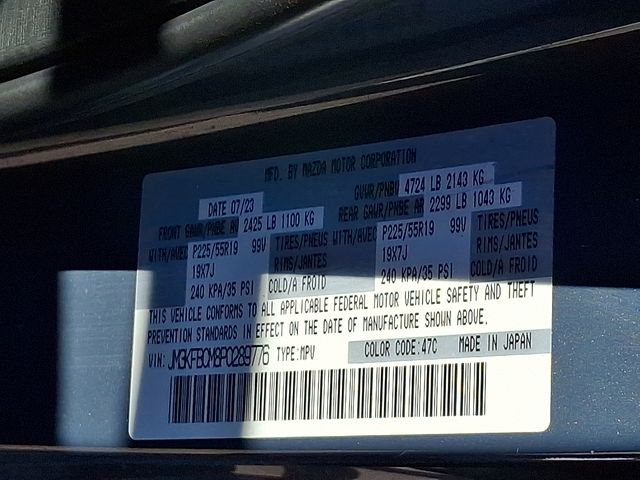 MFD. BY MAZDA MOTOR CORPORATION
DATE 07/23 GVWR/PNBV 4724 LB 2143 KG
FRONT GAWR/PNBE AV 2425 LB 1100 KG REAR GAWR/PNBE AR 2299 LB 1043 KG
WITH/AVEC P225/55R19 99V TIRES/PNEUS WITH/AVEC P225/55R19 99V TIRES/PNEUS
19X7J RIMS/JANTES 19X7J RIMS/JANTES
240 KPA/35 PSI COLD/A FROID 240 KPA/35 PSI COLD/A FROID
THIS VEHICLE CONFORMS TO ALL APPLICABLE FEDERAL MOTOR VEHICLE SAFETY AND THEFT
PREVENTION STANDARDS IN EFFECT ON THE DATE OF MANUFACTURE SHOWN ABOVE.
VIN: JM3KFBCM8P0289776 TYPE:MPV COLOR CODE:47C MADE IN JAPAN